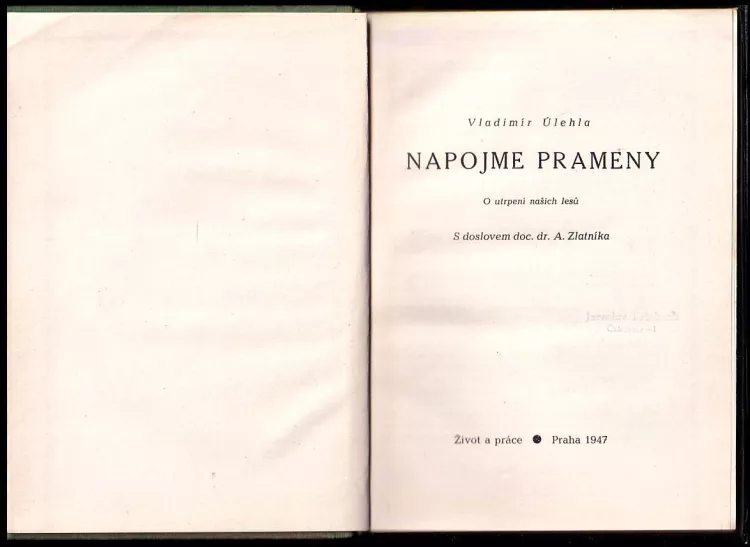 Vladimír Úlehla
NAPOJME PRAMENY
O utrpení našich lesů
S doslovem doc. dr. A. Zlatníka
Život a práce ● Praha 1947